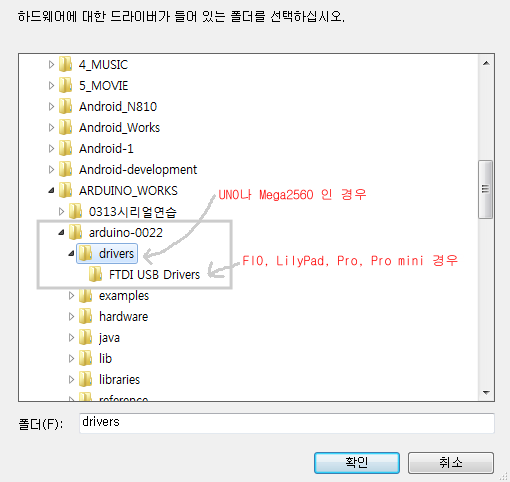 하드웨어에 대한 드라이버가 들어 있는 폴더를 선택하십시오.
4_MUSIC
5_MOVIE
Android_N810
Android_Works
Android-1
Android-development
ARDUINO_WORKS
UNO나 Mega2560 인 경우
0313시리얼연습
arduino-0022
drivers
FIO, LilyPad, Pro, Pro mini 경우
FTDI USB Drivers
examples
hardware
java
lib
libraries
reference
폴더(F):
drivers
확인
취소